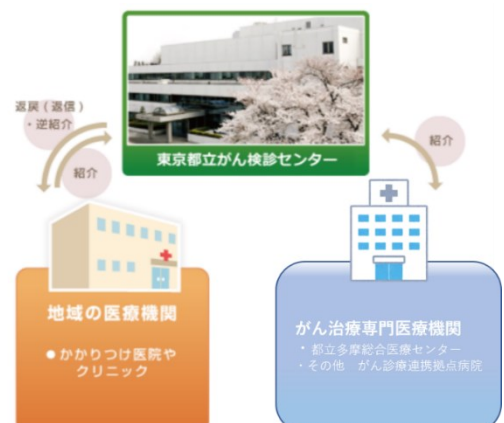 返戻（返信）
・逆紹介
紹介
東京都立がん検診センター
紹介
地域の医療機関
●かかりつけ医院や
クリニック
がん治療専門医療機関
・ 都立多摩総合医療センター
・その他　がん診療連携拠点病院